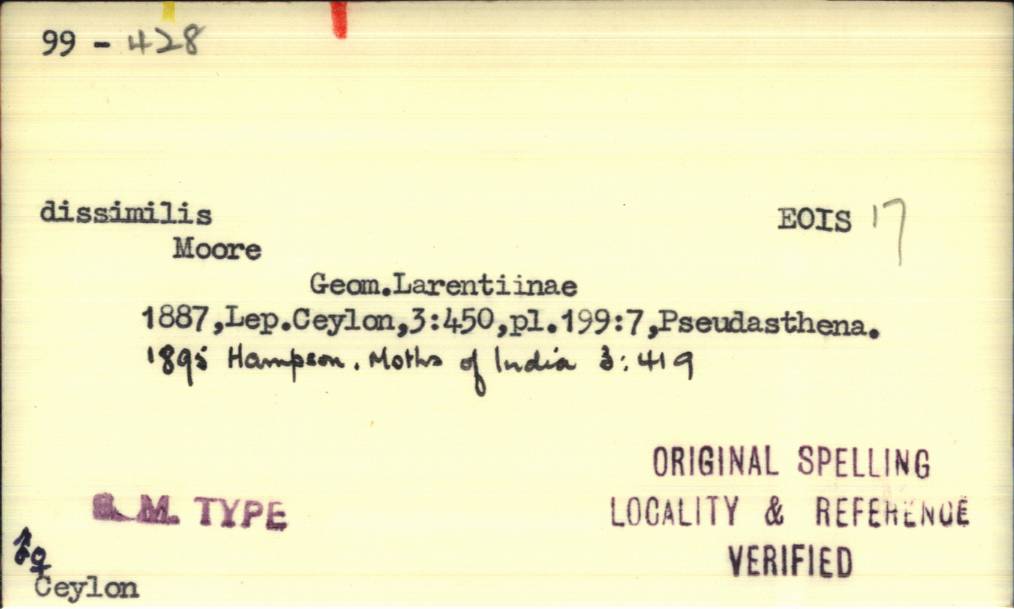 99 - 428
dissimilis EOIS 17
Moore
Geom.Larentiinae
1887,Lep.Ceylon,3:450,pl.199:7,Pseudasthena.
1895 Hampson. Moths of India 3:419
ORIGINAL SPELLING
B. M. TYPE
LOCALITY & REFERENCE
VERIFIED
♀
Ceylon